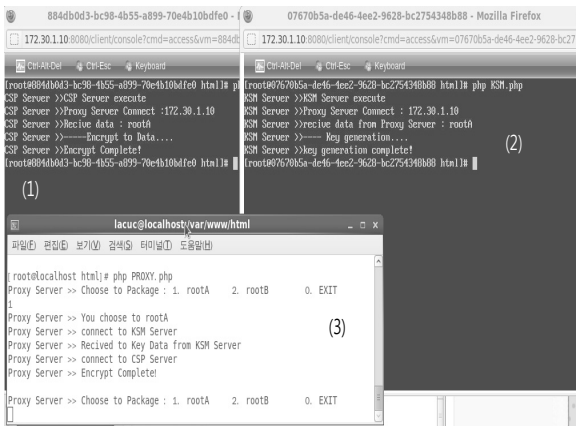 884db0d3-bc98-4b55-a899-70e4b10bdfe0 - 
172.30.1.10:8080/client/console?cmd=access&vm=884db
Ctrl-Alt-Del Ctrl-Esc Keyboard
[root@884db0d3-bc98-4b55-a899-70e4b10bdfe0 html]# p
CSP Server >>CSP Server execute
CSP Server >>Proxy Server Connect :172.30.1.10
CSP Server >>Recive data : rootA
CSP Server >>-----Encrypt to Data....
CSP Server >>Encrypt Complete!
[root@884db0d3-bc98-4b55-a899-70e4b10bdfe0 html]#
(1)
07670b5a-de46-4ee2-9628-bc2754348b88 - Mozilla Firefox
172.30.1.10:8080/client/console?cmd=access&vm=07670b5a-de46-4ee2-9628-bc27
Ctrl-Alt-Del Ctrl-Esc Keyboard
[root@07670b5a-de46-4ee2-9628-bc2754348b88 html]# php KSM.php
KSM Server >>KSM Server execute
KSM Server >>Proxy Server Connect : 172.30.1.10
KSM Server >>recive data from Proxy Server : rootA
KSM Server >>---- Key generation....
KSM Server >>key generation complete!
[root@07670b5a-de46-4ee2-9628-bc2754348b88 html]#
(2)
lacuc@localhost:/var/www/html
파일(F) 편집(E) 보기(V) 검색(S) 터미널(T) 도움말(H)
[root@localhost html]# php PROXY.php
Proxy Server >> Choose to Package : 1. rootA 2. rootB 0. EXIT
1
Proxy Server >> You choose to rootA
Proxy Server >> connect to KSM Server
Proxy Server >> Recived to Key Data from KSM Server
Proxy Server >> connect to CSP Server
Proxy Server >> Encrypt Complete!
Proxy Server >> Choose to Package : 1. rootA 2. rootB 0. EXIT
(3)